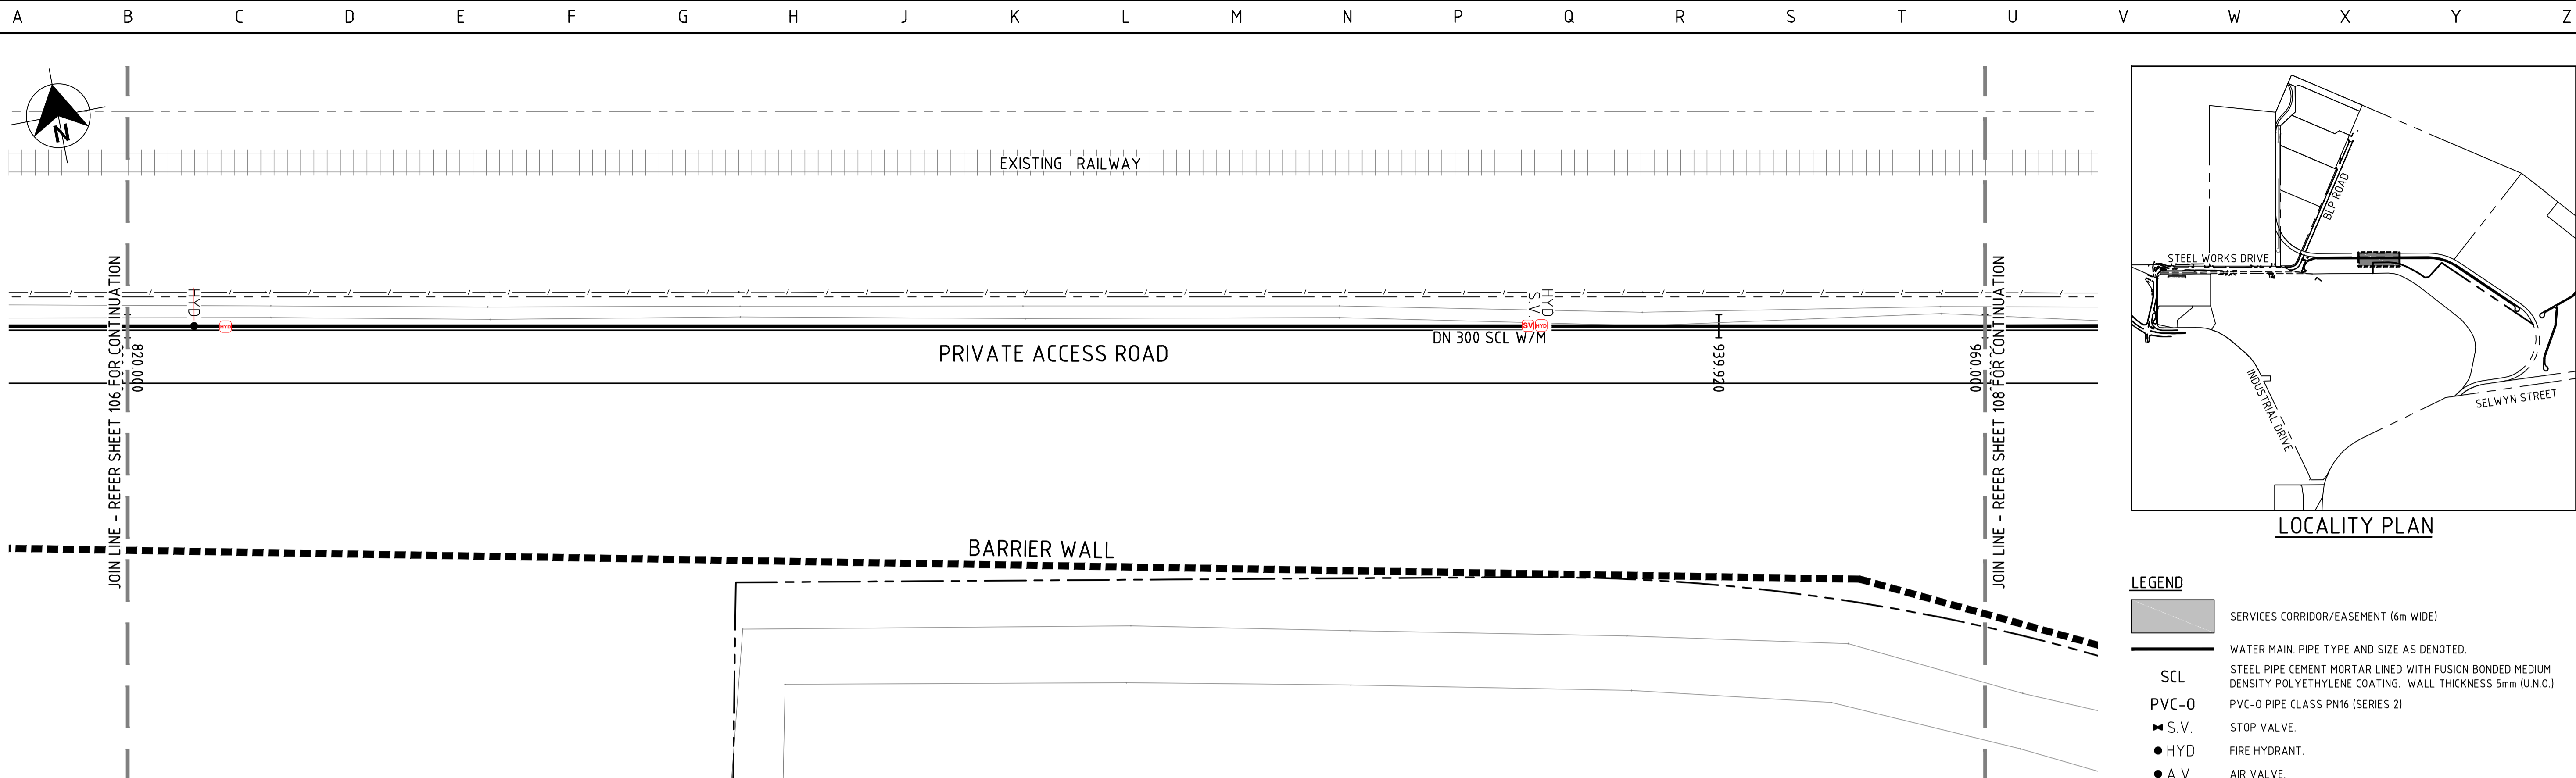 A B C D E F G H J K L M N P Q R S T U V W X Y Z
N
EXISTING RAILWAY
JOIN LINE - REFER SHEET 106 FOR CONTINUATION
820.000
HYD
HYD
PRIVATE ACCESS ROAD
DN 300 SCL W/M
S.V.
HYD
SV
HYD
939.920
960.000
JOIN LINE - REFER SHEET 108 FOR CONTINUATION
BARRIER WALL
BLP ROAD
STEEL WORKS DRIVE
INDUSTRIAL DRIVE
SELWYN STREET
LOCALITY PLAN
LEGEND
SERVICES CORRIDOR/EASEMENT (6m WIDE)
WATER MAIN. PIPE TYPE AND SIZE AS DENOTED.
SCL STEEL PIPE CEMENT MORTAR LINED WITH FUSION BONDED MEDIUM
DENSITY POLYETHYLENE COATING. WALL THICKNESS 5mm (U.N.O.)
PVC-O PVC-O PIPE CLASS PN16 (SERIES 2)
S.V. STOP VALVE.
HYD FIRE HYDRANT.
A.V. AIR VALVE.